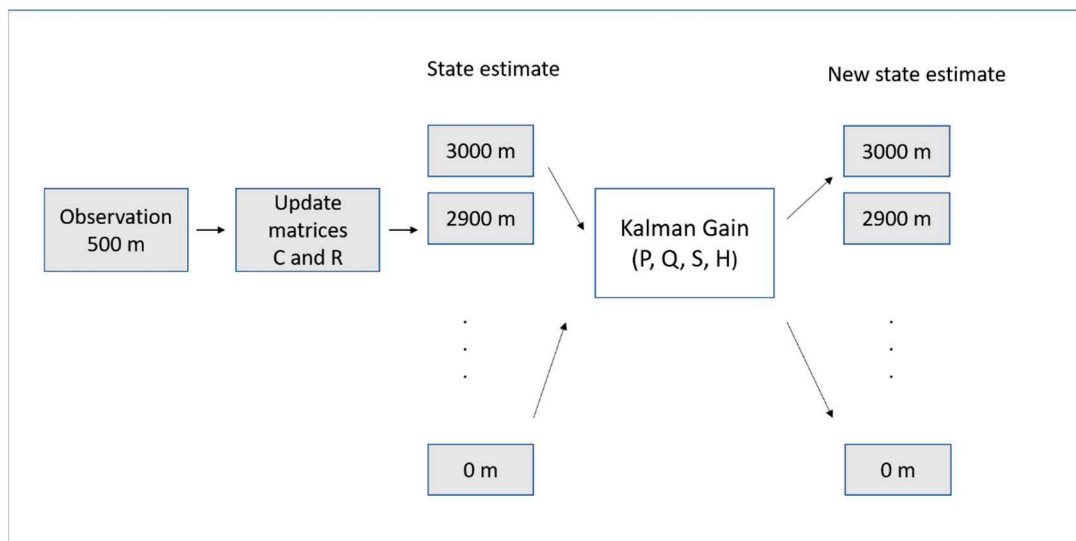 State estimate
New state estimate
3000 m
3000 m
Observation
500 m
Update
matrices
C and R
2900 m
Kalman Gain
(P, Q, S, H)
2900 m
.
.
.
.
.
.
0 m
0 m